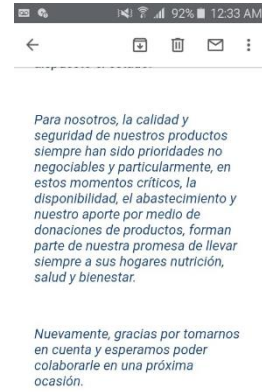 92% 12:33 AM
Para nosotros, la calidad y
seguridad de nuestros productos
siempre han sido prioridades no
negociables y particularmente, en
estos momentos críticos, la
disponibilidad, el abastecimiento y
nuestro aporte por medio de
donaciones de productos, forman
parte de nuestra promesa de llevar
siempre a sus hogares nutrición,
salud y bienestar.
Nuevamente, gracias por tomarnos
en cuenta y esperamos poder
colaborarle en una próxima
ocasión.